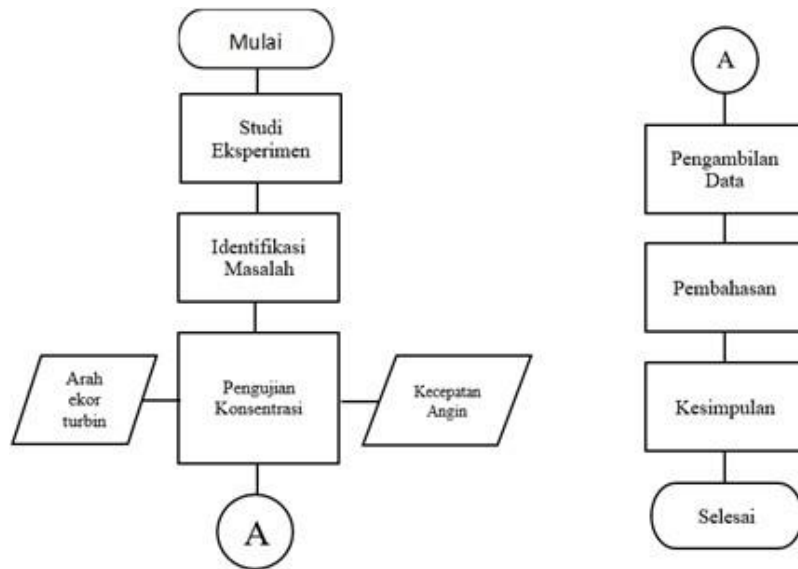 Mulai
Studi
Eksperimen
Identifikasi
Masalah
Arah
ekor
turbin
Pengujian
Konsentrasi
Kecepatan
Angin
A
A
Pengambilan
Data
Pembahasan
Kesimpulan
Selesai